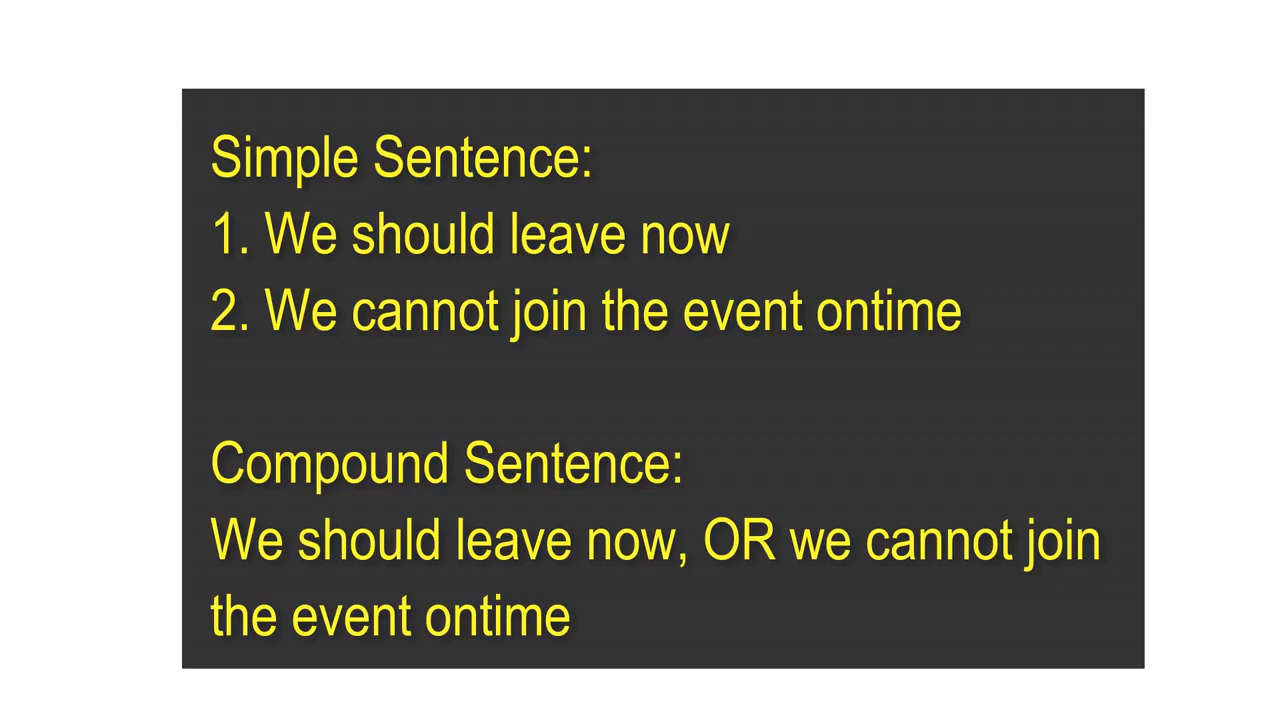 Simple Sentence:
1. We should leave now
2. We cannot join the event ontime
Compound Sentence:
We should leave now, OR we cannot join
the event ontime